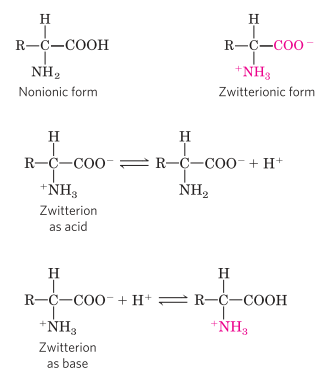 H H
R—C—COOH R—C—COO⁻
NH₂ ⁺NH₃
Nonionic form Zwitterionic form
H H
R—C—COO⁻ ⇌ R—C—COO⁻ + H⁺
⁺NH₃ NH₂
Zwitterion
as acid
H H
R—C—COO⁻ + H⁺ ⇌ R—C—COOH
⁺NH₃ ⁺NH₃
Zwitterion
as base